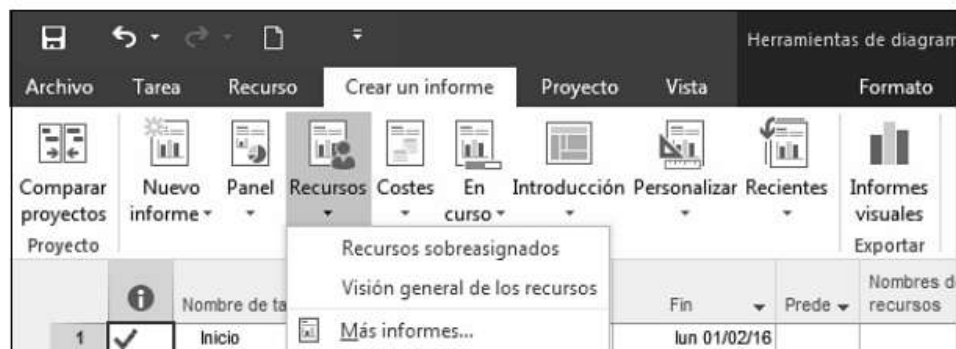 Herramientas de diagram
Archivo Tarea Recurso Crear un informe Proyecto Vista Formato
Comparar Nuevo Panel Recursos Costes En Introducción Personalizar Recientes Informes
proyectos informe curso visuales
Proyecto Exportar
Recursos sobreasignados
Visión general de los recursos
Más informes...
Nombre de ta Fin Prede Nombres d
recursos
1 Inicio lun 01/02/16